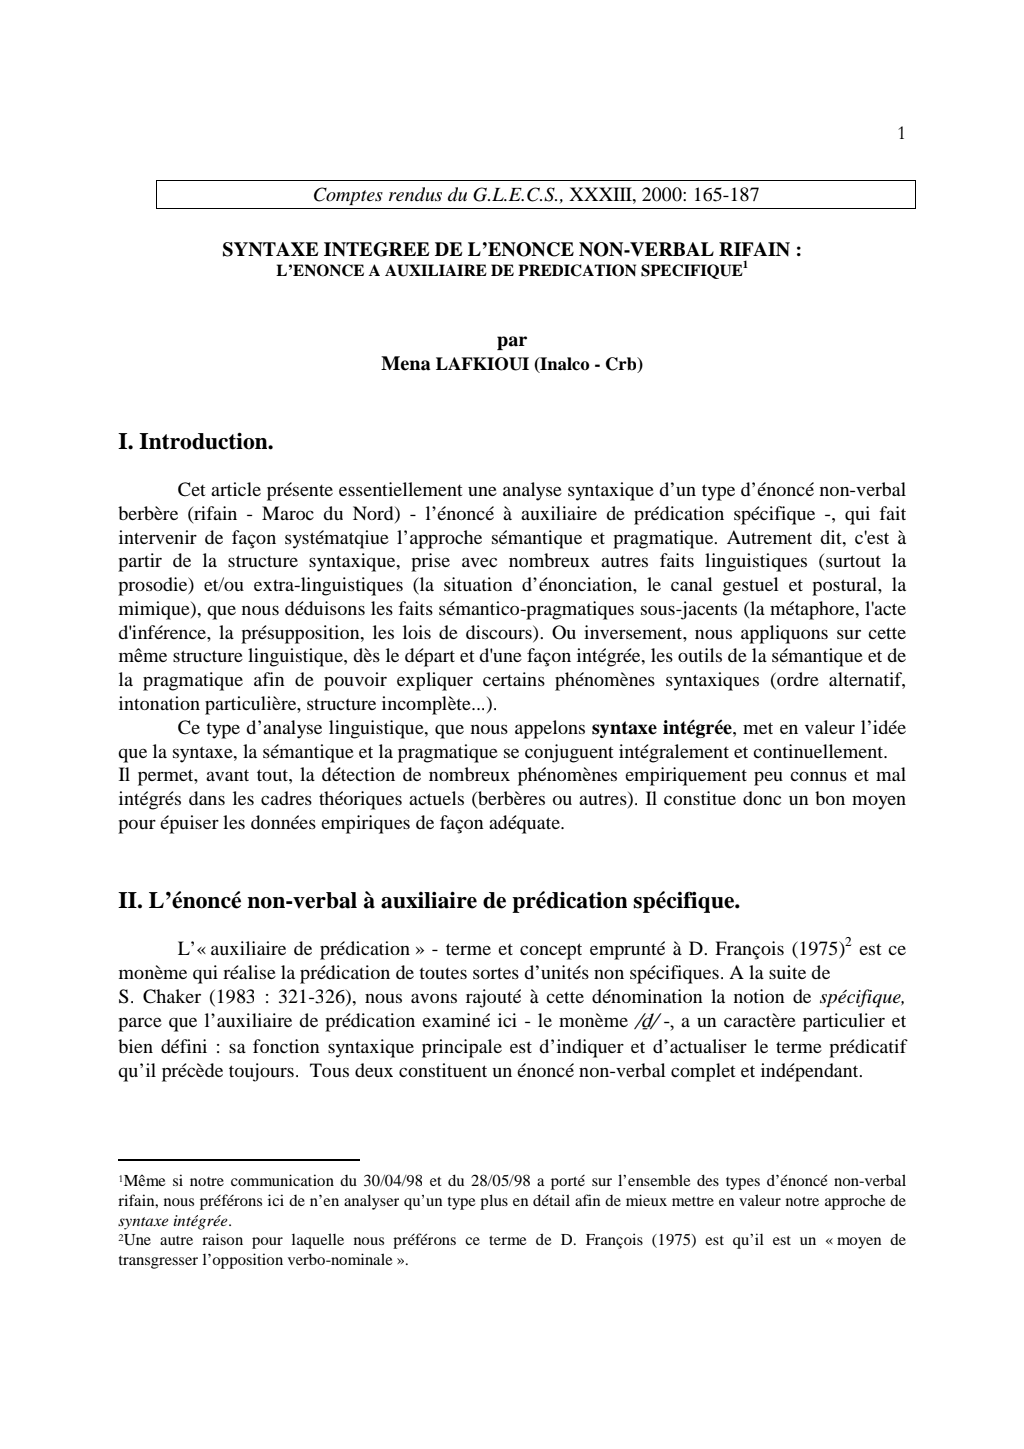 1
Comptes rendus du G.L.E.C.S., XXXIII, 2000: 165-187
SYNTAXE INTEGREE DE L’ENONCE NON-VERBAL RIFAIN :
L’ENONCE A AUXILIAIRE DE PREDICATION SPECIFIQUE1
par
Mena LAFKIOUI (Inalco - Crb)
I. Introduction.
Cet article présente essentiellement une analyse syntaxique d’un type d’énoncé non-verbal
berbère (rifain - Maroc du Nord) - l’énoncé à auxiliaire de prédication spécifique -, qui fait
intervenir de façon systématqiue l’approche sémantique et pragmatique. Autrement dit, c'est à
partir de la structure syntaxique, prise avec nombreux autres faits linguistiques (surtout la
prosodie) et/ou extra-linguistiques (la situation d’énonciation, le canal gestuel et postural, la
mimique), que nous déduisons les faits sémantico-pragmatiques sous-jacents (la métaphore, l'acte
d'inférence, la présupposition, les lois de discours). Ou inversement, nous appliquons sur cette
même structure linguistique, dès le départ et d'une façon intégrée, les outils de la sémantique et de
la pragmatique afin de pouvoir expliquer certains phénomènes syntaxiques (ordre alternatif,
intonation particulière, structure incomplète...).
Ce type d’analyse linguistique, que nous appelons syntaxe intégrée, met en valeur l’idée
que la syntaxe, la sémantique et la pragmatique se conjuguent intégralement et continuellement.
Il permet, avant tout, la détection de nombreux phénomènes empiriquement peu connus et mal
intégrés dans les cadres théoriques actuels (berbères ou autres). Il constitue donc un bon moyen
pour épuiser les données empiriques de façon adéquate.
II. L’énoncé non-verbal à auxiliaire de prédication spécifique.
L’« auxiliaire de prédication » - terme et concept emprunté à D. François (1975)2 est ce
monème qui réalise la prédication de toutes sortes d’unités non spécifiques. A la suite de
S. Chaker (1983 : 321-326), nous avons rajouté à cette dénomination la notion de spécifique,
parce que l’auxiliaire de prédication examiné ici - le monème /ḏ/ -, a un caractère particulier et
bien défini : sa fonction syntaxique principale est d’indiquer et d’actualiser le terme prédicatif
qu’il précède toujours.  Tous deux constituent un énoncé non-verbal complet et indépendant.
1Même si notre communication du 30/04/98 et du 28/05/98 a porté sur l’ensemble des types d’énoncé non-verbal
rifain, nous préférons ici de n’en analyser qu’un type plus en détail afin de mieux mettre en valeur notre approche de
syntaxe intégrée.
2Une autre raison pour laquelle nous préférons ce terme de D. François (1975) est qu’il est un « moyen de
transgresser l’opposition verbo-nominale ».